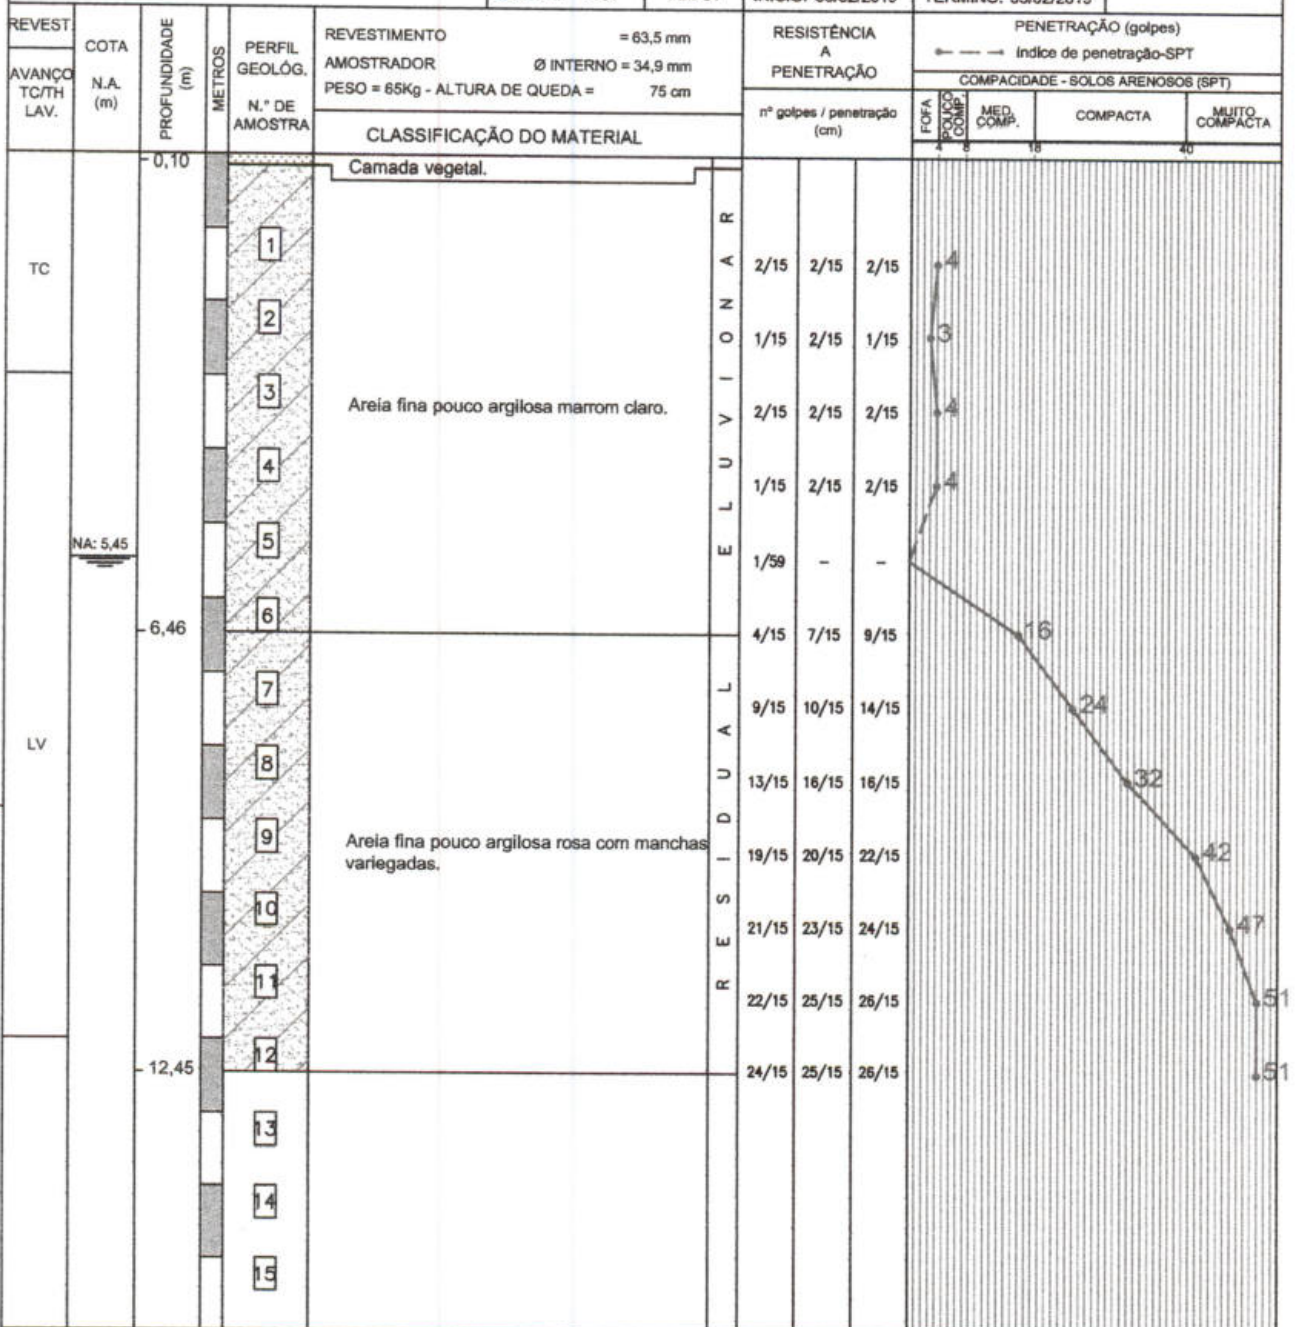 REVEST.
AVANÇO
TC/TH
LAV.
COTA
N.A.
(m)
PROFUNDIDADE
(m)
METROS
PERFIL
GEOLÓG.
N.° DE
AMOSTRA
REVESTIMENTO = 63,5 mm
AMOSTRADOR Ø INTERNO = 34,9 mm
PESO = 65Kg - ALTURA DE QUEDA = 75 cm
CLASSIFICAÇÃO DO MATERIAL
RESISTÊNCIA
A
PENETRAÇÃO
n° golpes / penetração
(cm)
PENETRAÇÃO (golpes)
índice de penetração-SPT
COMPACIDADE - SOLOS ARENOSOS (SPT)
FOFA
POUCO
COMP.
MED.
COMP.
COMPACTA
MUITO
COMPACTA
4 8 18 40
0,10
Camada vegetal.
TC
1
2/15 2/15 2/15
4
2
1/15 2/15 1/15
3
3
Areia fina pouco argilosa marrom claro.
2/15 2/15 2/15
4
4
1/15 2/15 2/15
4
ELUVIONAR
NA: 5,45
5
1/59 - -
6
6,46
4/15 7/15 9/15
16
7
9/15 10/15 14/15
24
LV
8
13/15 16/15 16/15
32
9
Areia fina pouco argilosa rosa com manchas
variegadas.
19/15 20/15 22/15
42
RESIDUAL
10
21/15 23/15 24/15
47
11
22/15 25/15 26/15
51
12
12,45
24/15 25/15 26/15
51
13
14
15